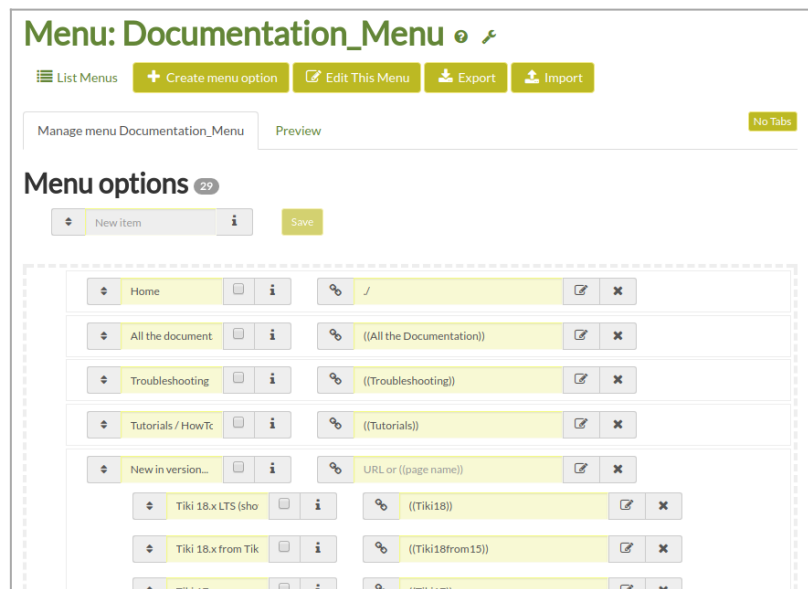 Menu: Documentation_Menu
List Menus Create menu option Edit This Menu Export Import
Manage menu Documentation_Menu Preview No Tabs
Menu options 29
New item Save
Home ./
All the document ((All the Documentation))
Troubleshooting ((Troubleshooting))
Tutorials / HowTo ((Tutorials))
New in version... URL or ((page name))
Tiki 18.x LTS (sho ((Tiki18))
Tiki 18.x from Tik ((Tiki18from15))